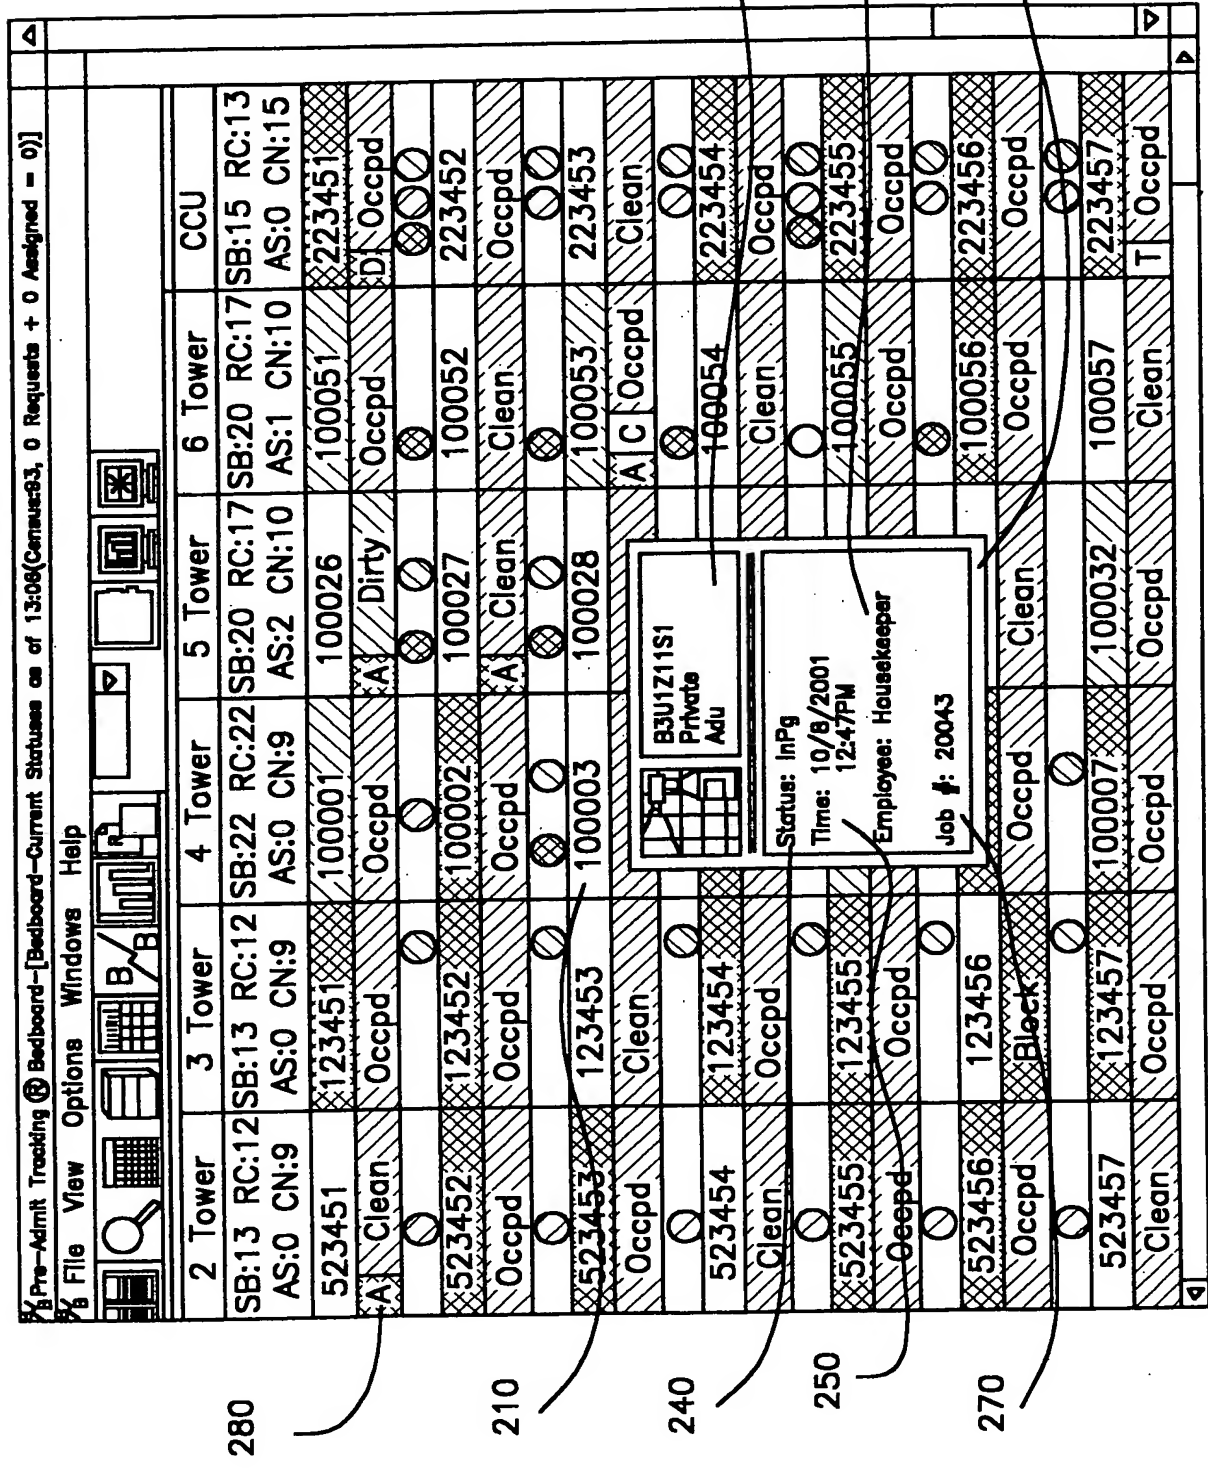 B/B Pre-Admit Tracking ® Bedboard-[Bedboard-Current Statuses as of 13:06(Census:93, 0 Requests + 0 Assigned = 0)]
B/B File View Options Windows Help
R B/B
2 Tower 3 Tower 4 Tower 5 Tower 6 Tower CCU
SB:13 RC:12 SB:13 RC:12 SB:22 RC:22 SB:20 RC:17 SB:20 RC:17 SB:15 RC:13
AS:0 CN:9 AS:0 CN:9 AS:0 CN:9 AS:2 CN:10 AS:1 CN:10 AS:0 CN:15
523451 123451 100001 100026 100051 223451
A Clean Occpd Occpd A Dirty Occpd D Occpd
523452 123452 100002 100027 100052 223452
Occpd Occpd Occpd A Clean Clean Occpd
523453 123453 100003 100028 100053 223453
Occpd Clean A C Occpd Clean
523454 123454 100054 223454
Clean Occpd Clean Occpd
523455 123455 100055 223455
Occpd Occpd Occpd Occpd
523456 123456 100056 223456
Occpd Block Occpd Clean Occpd Occpd
523457 123457 100007 100032 100057 223457
Clean Occpd Occpd Occpd Clean T Occpd
B3U1Z11S1
Private
Adu
Status: InPg
Time: 10/8/2001
12:47PM
Employee: Housekeeper
Job #: 20043
280
210
240
250
270